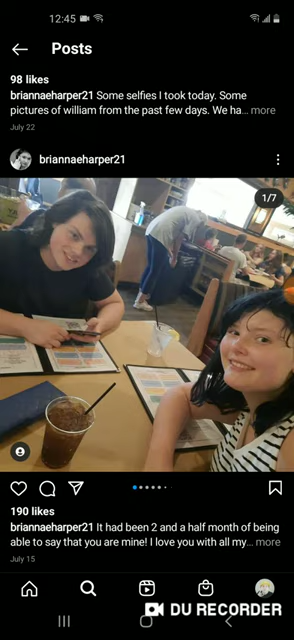 12:45
Posts
98 likes
briannaeharper21 Some selfies I took today. Some
pictures of william from the past few days. We ha... more
July 22
briannaeharper21
1/7
190 likes
briannaeharper21 It had been 2 and a half month of being
able to say that you are mine! I love you with all my... more
July 15
DU RECORDER